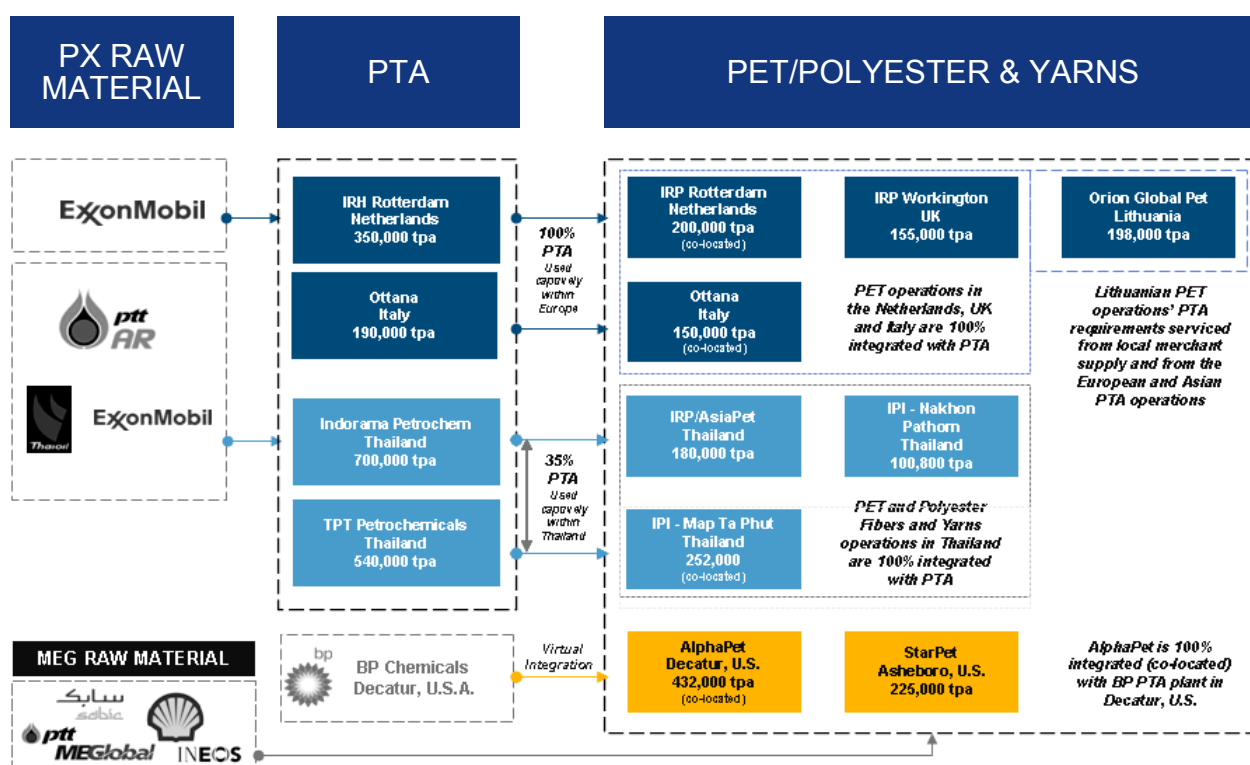 PX RAW
MATERIAL
PTA
PET/POLYESTER & YARNS
ExxonMobil
IRH Rotterdam
Netherlands
350,000 tpa
100%
PTA
Used
captively
within
Europe
IRP Rotterdam
Netherlands
200,000 tpa
(co-located)
IRP Workington
UK
155,000 tpa
Orion Global Pet
Lithuania
198,000 tpa
ptt
AR
Ottana
Italy
190,000 tpa
Ottana
Italy
150,000 tpa
(co-located)
PET operations in
the Netherlands, UK
and Italy are 100%
integrated with PTA
Lithuanian PET
operations' PTA
requirements serviced
from local merchant
supply and from the
European and Asian
PTA operations
Thaioil
ExxonMobil
Indorama Petrochem
Thailand
700,000 tpa
35%
PTA
Used
captively
within
Thailand
IRP/AsiaPet
Thailand
180,000 tpa
IPI - Nakhon
Pathom
Thailand
100,800 tpa
TPT Petrochemicals
Thailand
540,000 tpa
IPI - Map Ta Phut
Thailand
252,000
(co-located)
PET and Polyester
Fibers and Yarns
operations in Thailand
are 100% integrated
with PTA
MEG RAW MATERIAL
سابك
sabic
ptt
MEGlobal
INEOS
bp
BP Chemicals
Decatur, U.S.A.
Virtual
Integration
AlphaPet
Decatur, U.S.
432,000 tpa
(co-located)
StarPet
Asheboro, U.S.
225,000 tpa
AlphaPet is 100%
integrated (co-located)
with BP PTA plant in
Decatur, U.S.